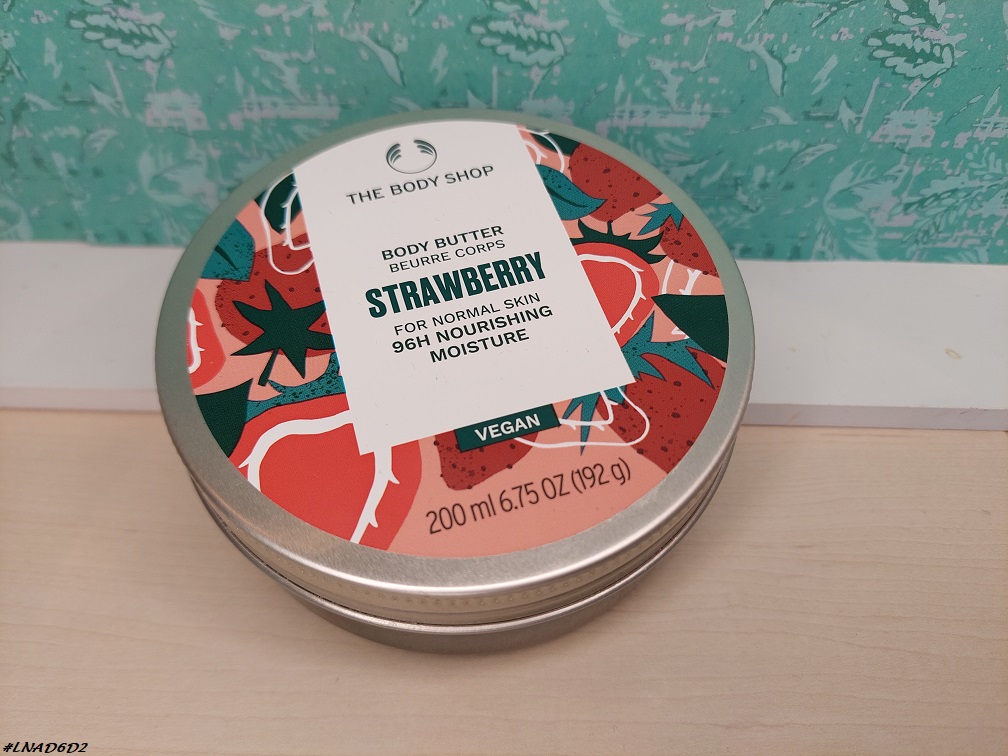 THE BODY SHOP
BODY BUTTER
BEURRE CORPS
STRAWBERRY
FOR NORMAL SKIN
96H NOURISHING
MOISTURE
VEGAN
200 ml 6.75 OZ (192 g)
#LNAD6D2